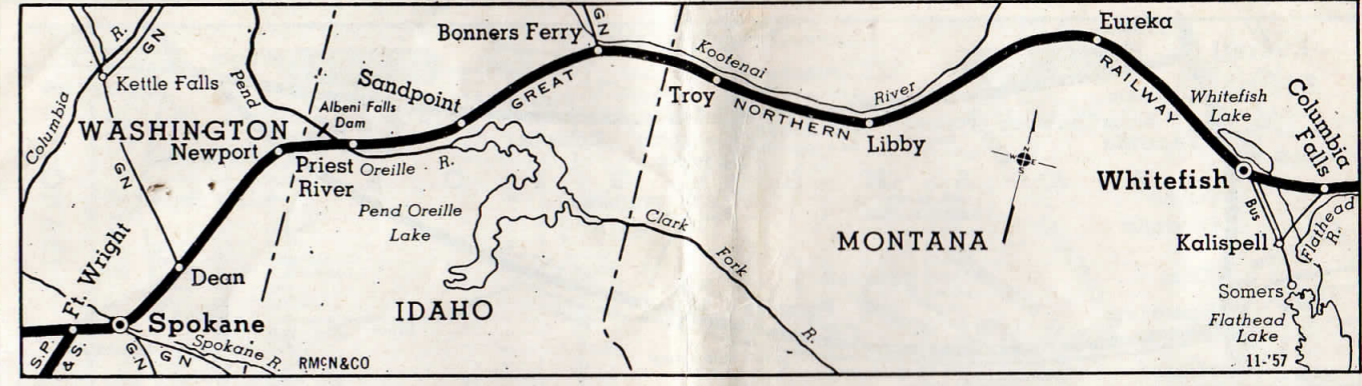 R.
GN
Kettle Falls
Columbia
WASHINGTON
Newport
GN
Ft. Wright
Dean
Spokane
S.P.
& S.
GN
GN
Spokane R.
RMCN&CO
Pend
Albeni Falls
Dam
Priest
River
Oreille R.
Sandpoint
Pend Oreille
Lake
IDAHO
Bonners Ferry
GN
GREAT
NORTHERN
RAILWAY
Kootenai
River
Troy
Libby
Clark
Fork
R.
MONTANA
N
S
W
Eureka
Whitefish
Lake
Whitefish
Columbia
Falls
Bus
Kalispell
Flathead
R.
Somers
Flathead
Lake
11-'57